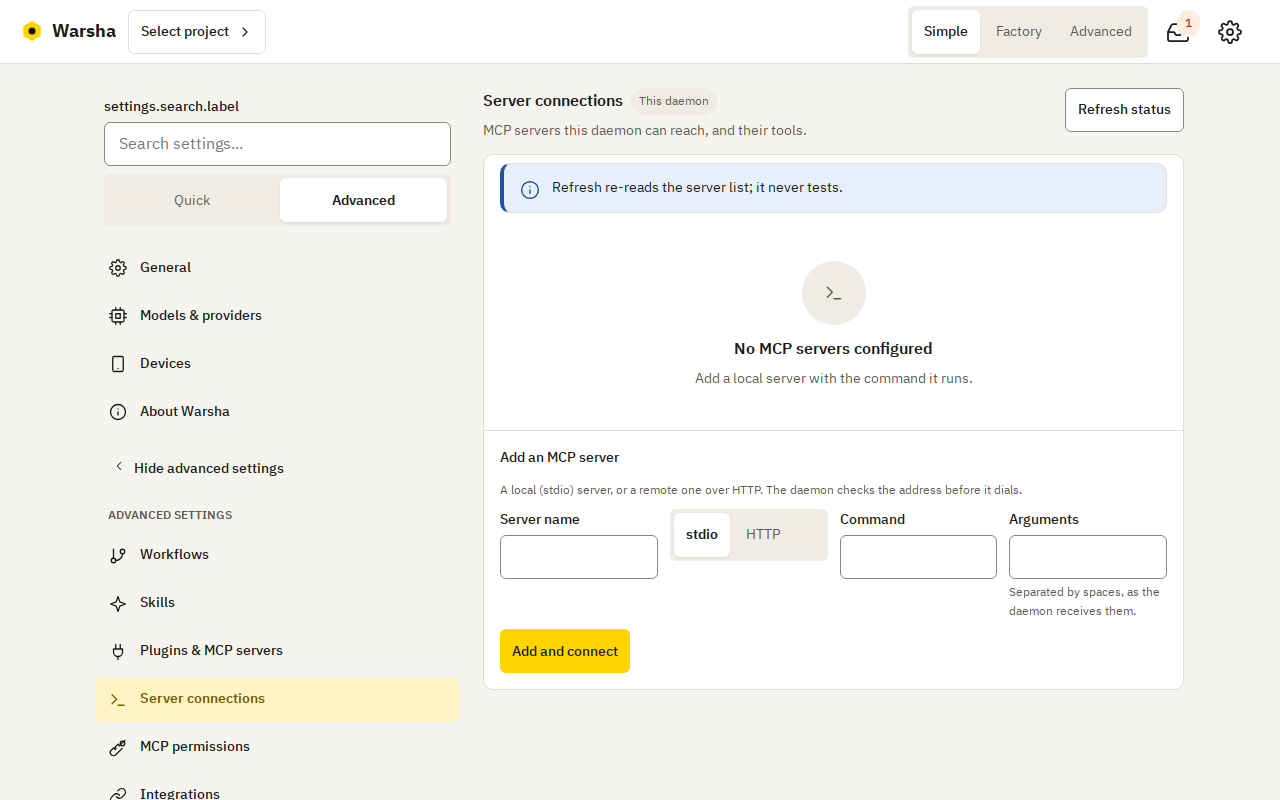 Warsha
Select project
Simple
Factory
Advanced
1
settings.search.label
Search settings...
Quick
Advanced
General
Models & providers
Devices
About Warsha
Hide advanced settings
ADVANCED SETTINGS
Workflows
Skills
Plugins & MCP servers
Server connections
MCP permissions
Integrations
Server connections
This daemon
MCP servers this daemon can reach, and their tools.
Refresh status
Refresh re-reads the server list; it never tests.
No MCP servers configured
Add a local server with the command it runs.
Add an MCP server
A local (stdio) server, or a remote one over HTTP. The daemon checks the address before it dials.
Server name
stdio
HTTP
Command
Arguments
Separated by spaces, as the
daemon receives them.
Add and connect